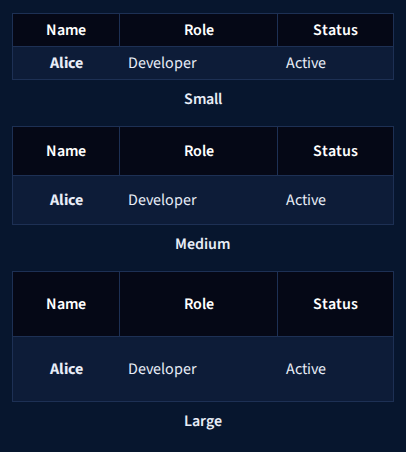 Name Role Status
Alice Developer Active
Small
Name Role Status
Alice Developer Active
Medium
Name Role Status
Alice Developer Active
Large